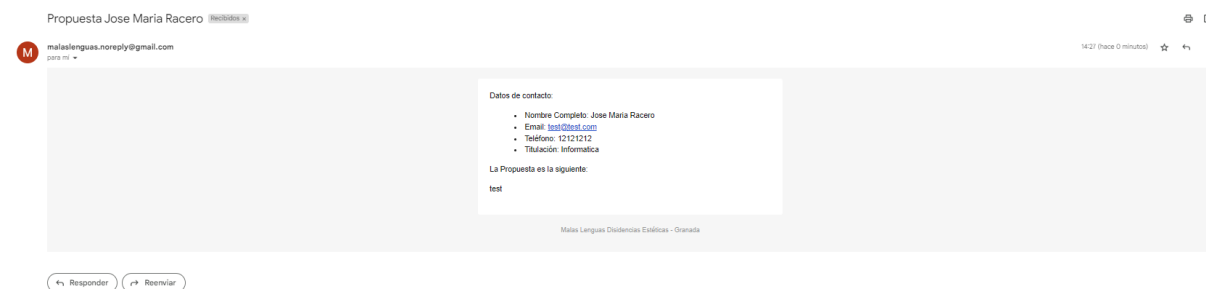 Propuesta Jose Maria Racero Recibidos x
M
malaslenguas.noreply@gmail.com
14:27 (hace 0 minutos)
para mí
Datos de contacto:
• Nombre Completo: Jose Maria Racero
• Email: test@test.com
• Teléfono: 12121212
• Titulación: Informatica
La Propuesta es la siguiente:
test
Malas Lenguas Disidencias Estéticas - Granada
Responder
Reenviar